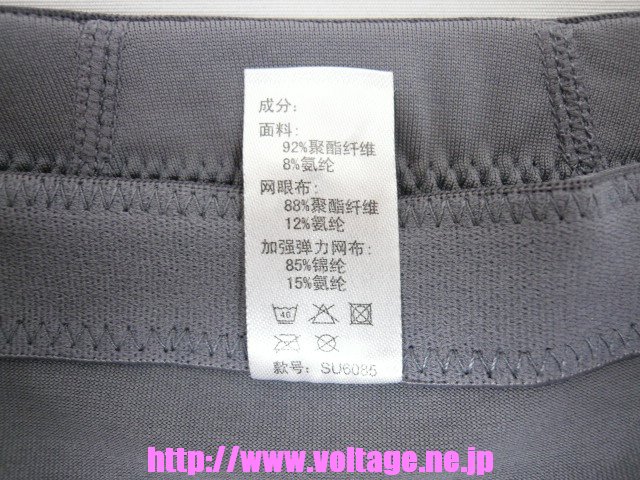 成分:
面料:
92%聚酯纤维
8%氨纶
网眼布:
88%聚酯纤维
12%氨纶
加强弹力网布:
85%锦纶
15%氨纶
40
款号: SU6085
http://www.voltage.ne.jp